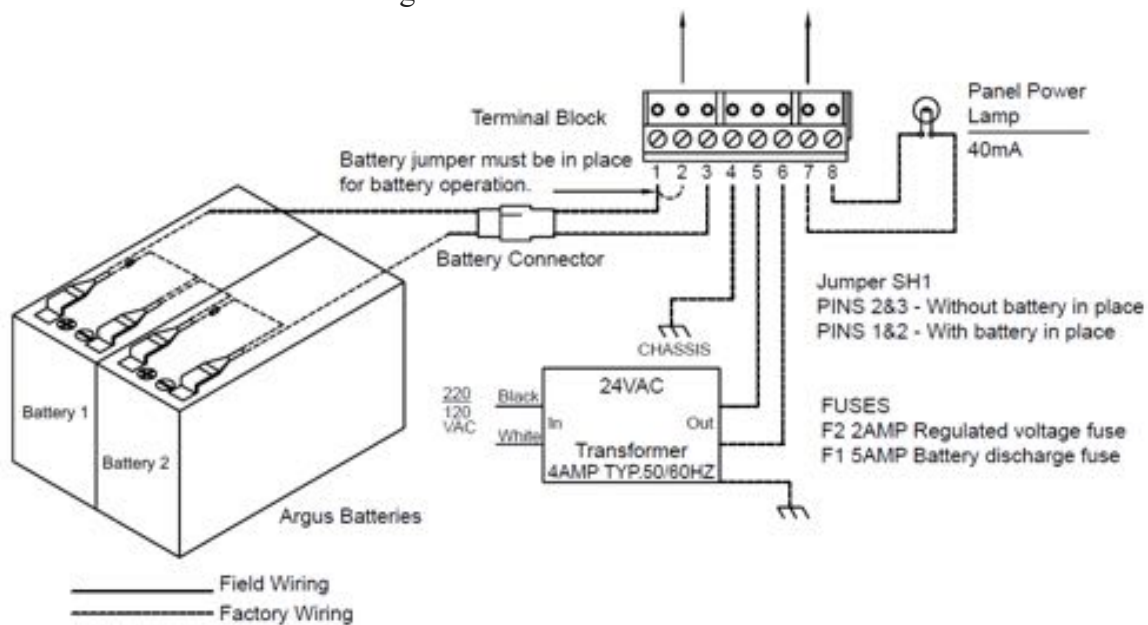 Terminal Block
Battery jumper must be in place
for battery operation.
1 2 3 4 5 6 7 8
Panel Power
Lamp
40mA
Battery Connector
Jumper SH1
PINS 2&3 - Without battery in place
PINS 1&2 - With battery in place
CHASSIS
24VAC
220
120
VAC
Black
White
In
Out
Transformer
4AMP TYP.50/60HZ
FUSES
F2 2AMP Regulated voltage fuse
F1 5AMP Battery discharge fuse
Battery 1
Battery 2
Argus Batteries
Field Wiring
Factory Wiring